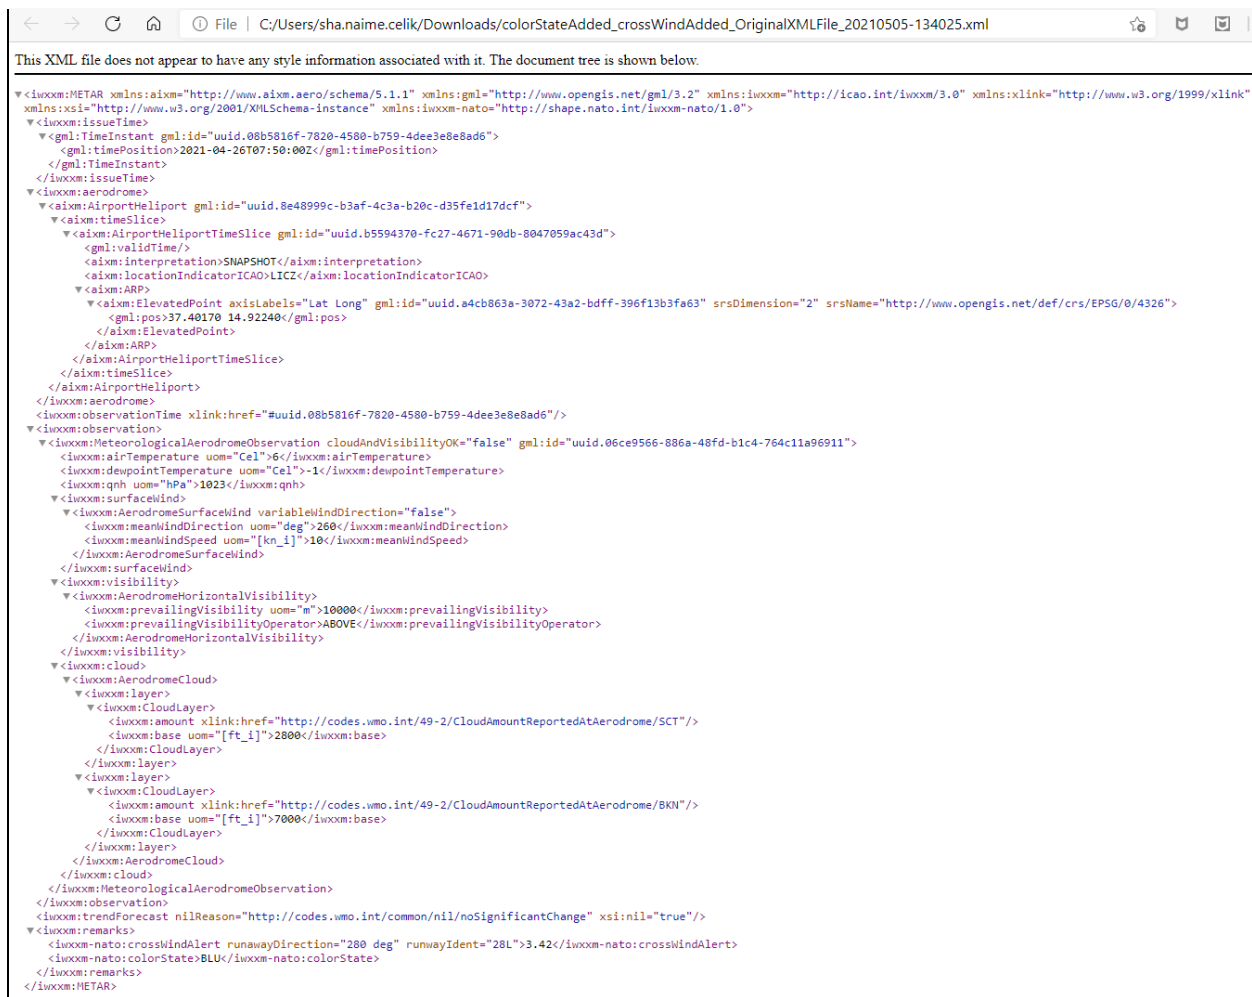 File | C:/Users/sha.naime.celik/Downloads/colorStateAdded_crossWindAdded_OriginalXMLFile_20210505-134025.xml
This XML file does not appear to have any style information associated with it. The document tree is shown below.
▼<iwxxm:METAR xmlns:aixm="http://www.aixm.aero/schema/5.1.1" xmlns:gml="http://www.opengis.net/gml/3.2" xmlns:iwxxm="http://icao.int/iwxxm/3.0" xmlns:xlink="http://www.w3.org/1999/xlink"
xmlns:xsi="http://www.w3.org/2001/XMLSchema-instance" xmlns:iwxxm-nato="http://shape.nato.int/iwxxm-nato/1.0">
▼<iwxxm:issueTime>
▼<gml:TimeInstant gml:id="uuid.08b5816f-7820-4580-b759-4dee3e8e8ad6">
<gml:timePosition>2021-04-26T07:50:00Z</gml:timePosition>
</gml:TimeInstant>
</iwxxm:issueTime>
▼<iwxxm:aerodrome>
▼<aixm:AirportHeliport gml:id="uuid.8e48999c-b3af-4c3a-b20c-d35fe1d17dcf">
▼<aixm:timeSlice>
▼<aixm:AirportHeliportTimeSlice gml:id="uuid.b5594370-fc27-4671-90db-8047059ac43d">
<gml:validTime/>
<aixm:interpretation>SNAPSHOT</aixm:interpretation>
<aixm:locationIndicatorICAO>LICZ</aixm:locationIndicatorICAO>
▼<aixm:ARP>
▼<aixm:ElevatedPoint axisLabels="Lat Long" gml:id="uuid.a4cb863a-3072-43a2-bdff-396f13b3fa63" srsDimension="2" srsName="http://www.opengis.net/def/crs/EPSG/0/4326">
<gml:pos>37.40170 14.92240</gml:pos>
</aixm:ElevatedPoint>
</aixm:ARP>
</aixm:AirportHeliportTimeSlice>
</aixm:timeSlice>
</aixm:AirportHeliport>
</iwxxm:aerodrome>
<iwxxm:observationTime xlink:href="#uuid.08b5816f-7820-4580-b759-4dee3e8e8ad6"/>
▼<iwxxm:observation>
▼<iwxxm:MeteorologicalAerodromeObservation cloudAndVisibilityOK="false" gml:id="uuid.06ce9566-886a-48fd-b1c4-764c11a96911">
<iwxxm:airTemperature uom="Cel">6</iwxxm:airTemperature>
<iwxxm:dewpointTemperature uom="Cel">-1</iwxxm:dewpointTemperature>
<iwxxm:qnh uom="hPa">1023</iwxxm:qnh>
▼<iwxxm:surfaceWind>
▼<iwxxm:AerodromeSurfaceWind variableWindDirection="false">
<iwxxm:meanWindDirection uom="deg">260</iwxxm:meanWindDirection>
<iwxxm:meanWindSpeed uom="[kn_i]">10</iwxxm:meanWindSpeed>
</iwxxm:AerodromeSurfaceWind>
</iwxxm:surfaceWind>
▼<iwxxm:visibility>
▼<iwxxm:AerodromeHorizontalVisibility>
<iwxxm:prevailingVisibility uom="m">10000</iwxxm:prevailingVisibility>
<iwxxm:prevailingVisibilityOperator>ABOVE</iwxxm:prevailingVisibilityOperator>
</iwxxm:AerodromeHorizontalVisibility>
</iwxxm:visibility>
▼<iwxxm:cloud>
▼<iwxxm:AerodromeCloud>
▼<iwxxm:layer>
▼<iwxxm:CloudLayer>
<iwxxm:amount xlink:href="http://codes.wmo.int/49-2/CloudAmountReportedAtAerodrome/SCT"/>
<iwxxm:base uom="[ft_i]">2800</iwxxm:base>
</iwxxm:CloudLayer>
</iwxxm:layer>
▼<iwxxm:layer>
▼<iwxxm:CloudLayer>
<iwxxm:amount xlink:href="http://codes.wmo.int/49-2/CloudAmountReportedAtAerodrome/BKN"/>
<iwxxm:base uom="[ft_i]">7000</iwxxm:base>
</iwxxm:CloudLayer>
</iwxxm:layer>
</iwxxm:AerodromeCloud>
</iwxxm:cloud>
</iwxxm:MeteorologicalAerodromeObservation>
</iwxxm:observation>
<iwxxm:trendForecast nilReason="http://codes.wmo.int/common/nil/noSignificantChange" xsi:nil="true"/>
▼<iwxxm:remarks>
<iwxxm-nato:crossWindAlert runawayDirection="280 deg" runwayIdent="28L">3.42</iwxxm-nato:crossWindAlert>
<iwxxm-nato:colorState>BLU</iwxxm-nato:colorState>
</iwxxm:remarks>
</iwxxm:METAR>